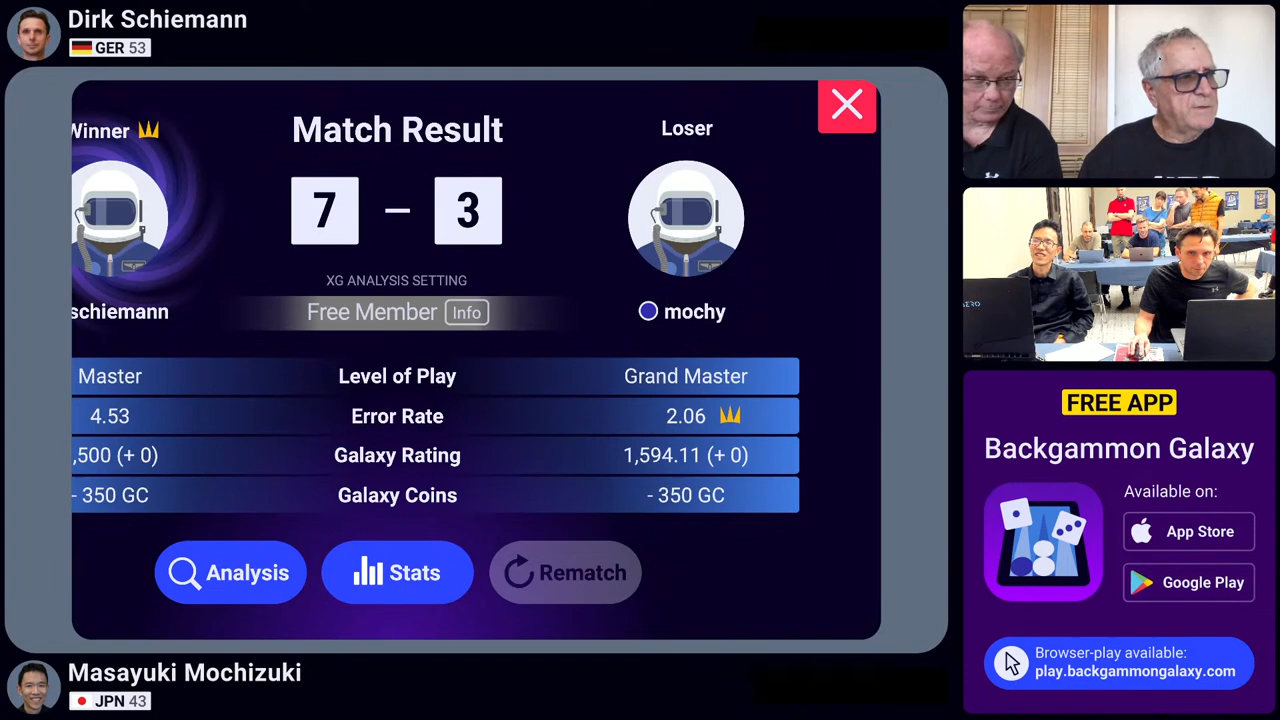 Dirk Schiemann
GER 53
Winner
Match Result
Loser
7 – 3
XG ANALYSIS SETTING
Free Member Info
schiemann
mochy
Master Level of Play Grand Master
4.53 Error Rate 2.06
,500 (+ 0) Galaxy Rating 1,594.11 (+ 0)
- 350 GC Galaxy Coins - 350 GC
Analysis
Stats
Rematch
Masayuki Mochizuki
JPN 43
FREE APP
Backgammon Galaxy
Available on:
App Store
Google Play
Browser-play available:
play.backgammongalaxy.com